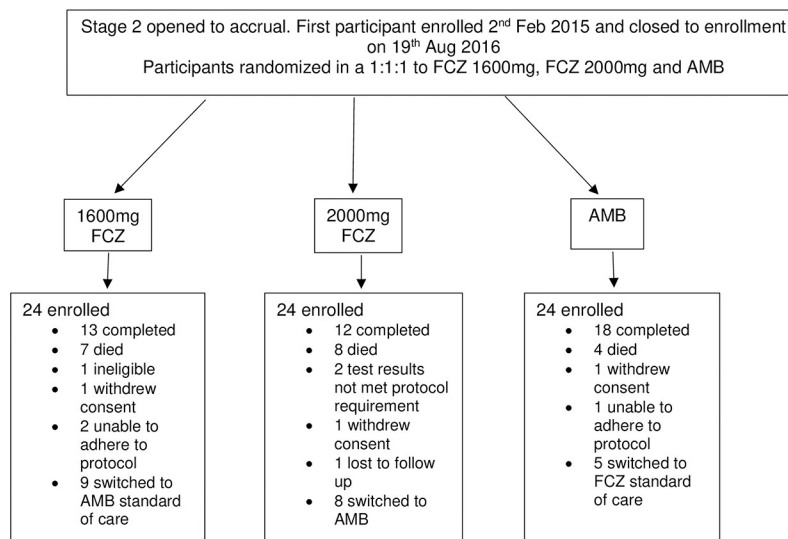 Stage 2 opened to accrual. First participant enrolled 2nd Feb 2015 and closed to enrollment
on 19th Aug 2016
Participants randomized in a 1:1:1 to FCZ 1600mg, FCZ 2000mg and AMB
1600mg
FCZ
2000mg
FCZ
AMB
24 enrolled
• 13 completed
• 7 died
• 1 ineligible
• 1 withdrew
consent
• 2 unable to
adhere to
protocol
• 9 switched to
AMB standard
of care
24 enrolled
• 12 completed
• 8 died
• 2 test results
not met protocol
requirement
• 1 withdrew
consent
• 1 lost to follow
up
• 8 switched to
AMB
24 enrolled
• 18 completed
• 4 died
• 1 withdrew
consent
• 1 unable to
adhere to
protocol
• 5 switched to
FCZ standard
of care